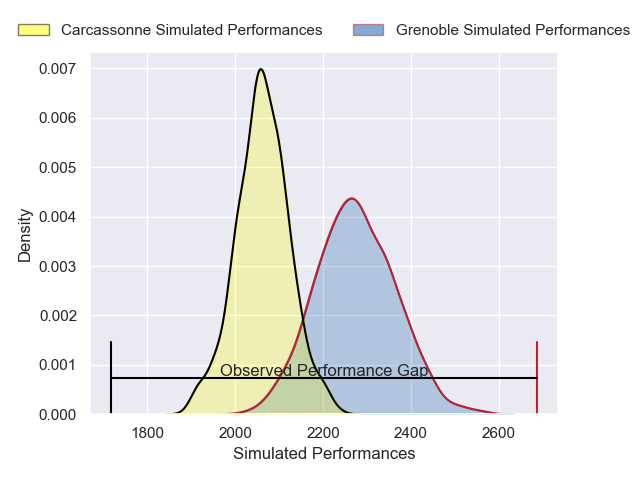 Carcassonne Simulated Performances
Grenoble Simulated Performances
0.007
0.006
0.005
0.004
0.003
0.002
0.001
0.000
Density
Observed Performance Gap
1800 2000 2200 2400 2600
Simulated Performances